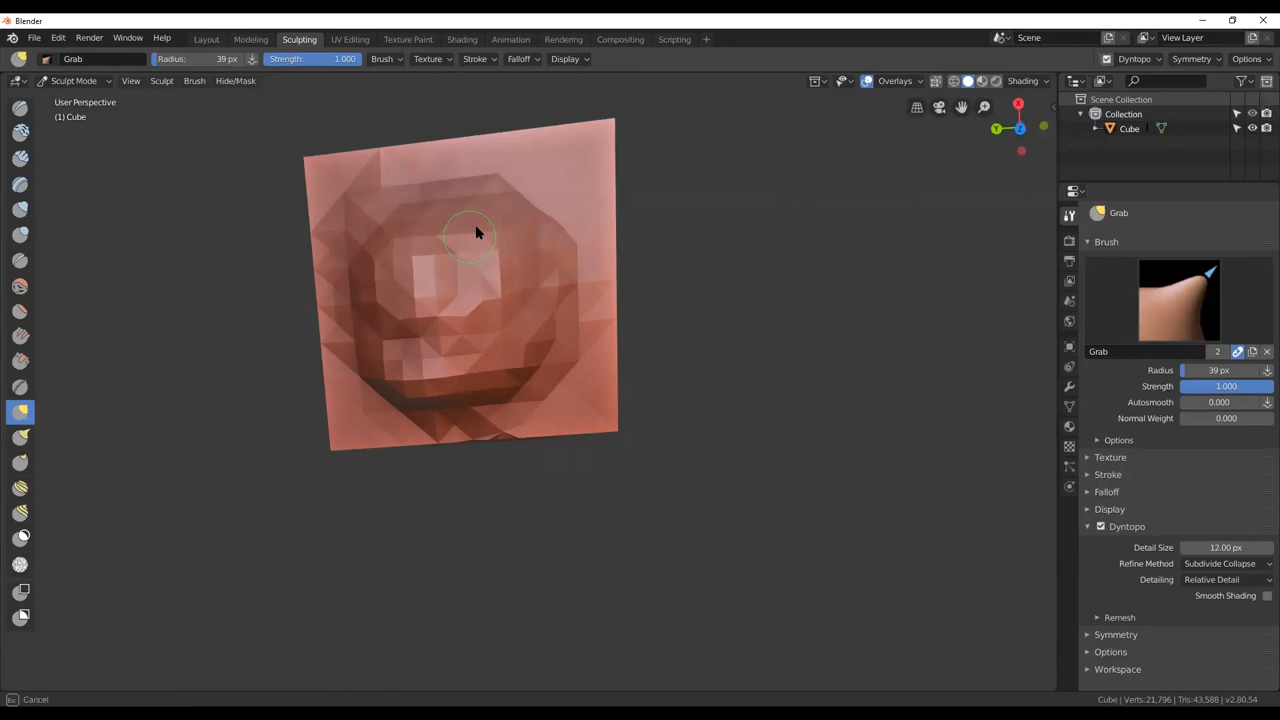 Blender
File Edit Render Window Help Layout Modeling Sculpting UV Editing Texture Paint Shading Animation Rendering Compositing Scripting + Scene View Layer
Grab Radius: 39 px Strength: 1.000 Brush Texture Stroke Falloff Display Dyntopo Symmetry Options
Sculpt Mode View Sculpt Brush Hide/Mask Overlays Shading
User Perspective
(1) Cube
X
Y
Z
Scene Collection
Collection
Cube
Grab
Brush
Grab 2
Radius 39 px
Strength 1.000
Autosmooth 0.000
Normal Weight 0.000
Options
Texture
Stroke
Falloff
Display
Dyntopo
Detail Size 12.00 px
Refine Method Subdivide Collapse
Detailing Relative Detail
Smooth Shading
Remesh
Symmetry
Options
Workspace
Esc Cancel
Cube | Verts:21,796 | Tris:43,588 | v2.80.54